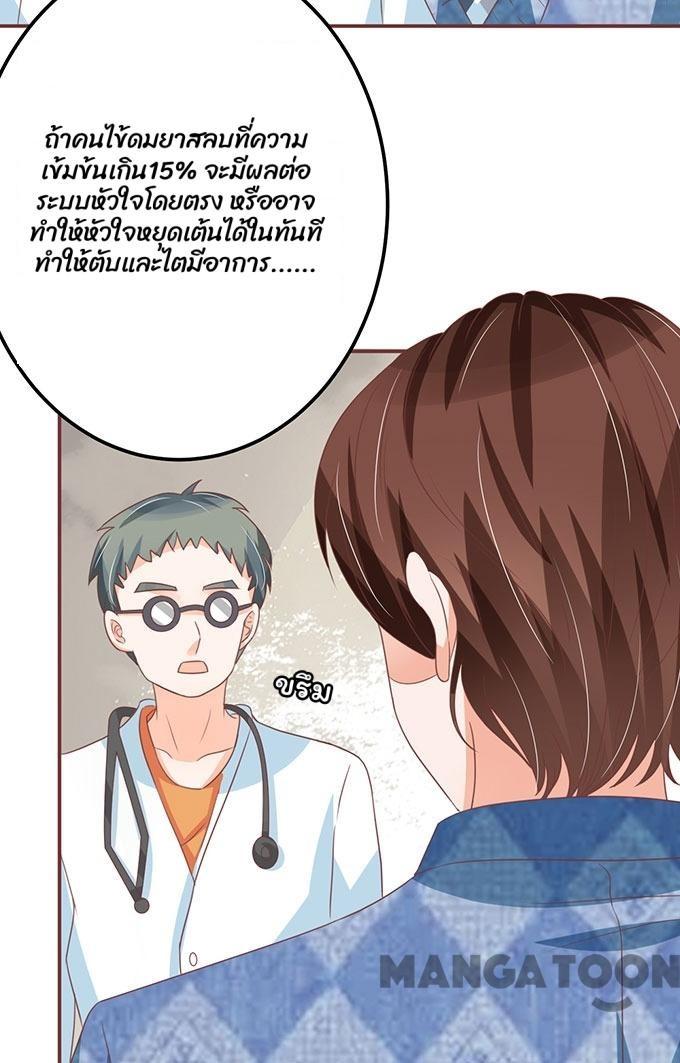 ถ้าคนไข้ดมยาสลบที่ความ
เข้มข้นเกิน15% จะมีผลต่อ
ระบบหัวใจโดยตรง หรืออาจ
ทำให้หัวใจหยุดเต้นได้ในทันที
ทำให้ตับและไตมีอาการ......
ขรึม
MANGATOON